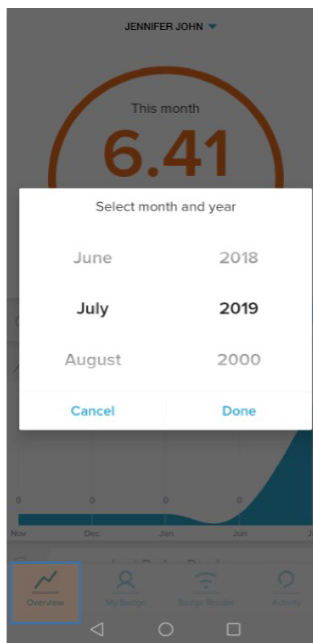 JENNIFER JOHN
This month
6.41
Select month and year
June 2018
July 2019
August 2000
Cancel Done
0 0 0 0
Nov Dec Jan Jun
Overview My Badge Badge Reader Activity